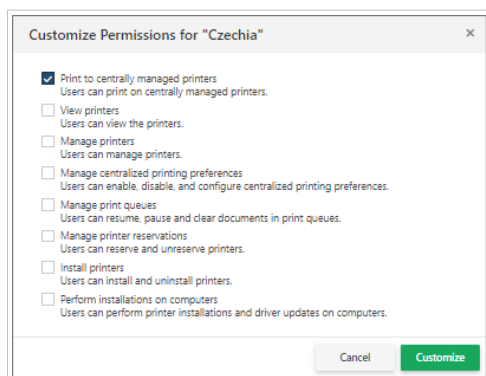 Customize Permissions for "Czechia"
Print to centrally managed printers
Users can print on centrally managed printers.
View printers
Users can view the printers.
Manage printers
Users can manage printers.
Manage centralized printing preferences
Users can enable, disable, and configure centralized printing preferences.
Manage print queues
Users can resume, pause and clear documents in print queues.
Manage printer reservations
Users can reserve and unreserve printers.
Install printers
Users can install and uninstall printers.
Perform installations on computers
Users can perform printer installations and driver updates on computers.
Cancel
Customize